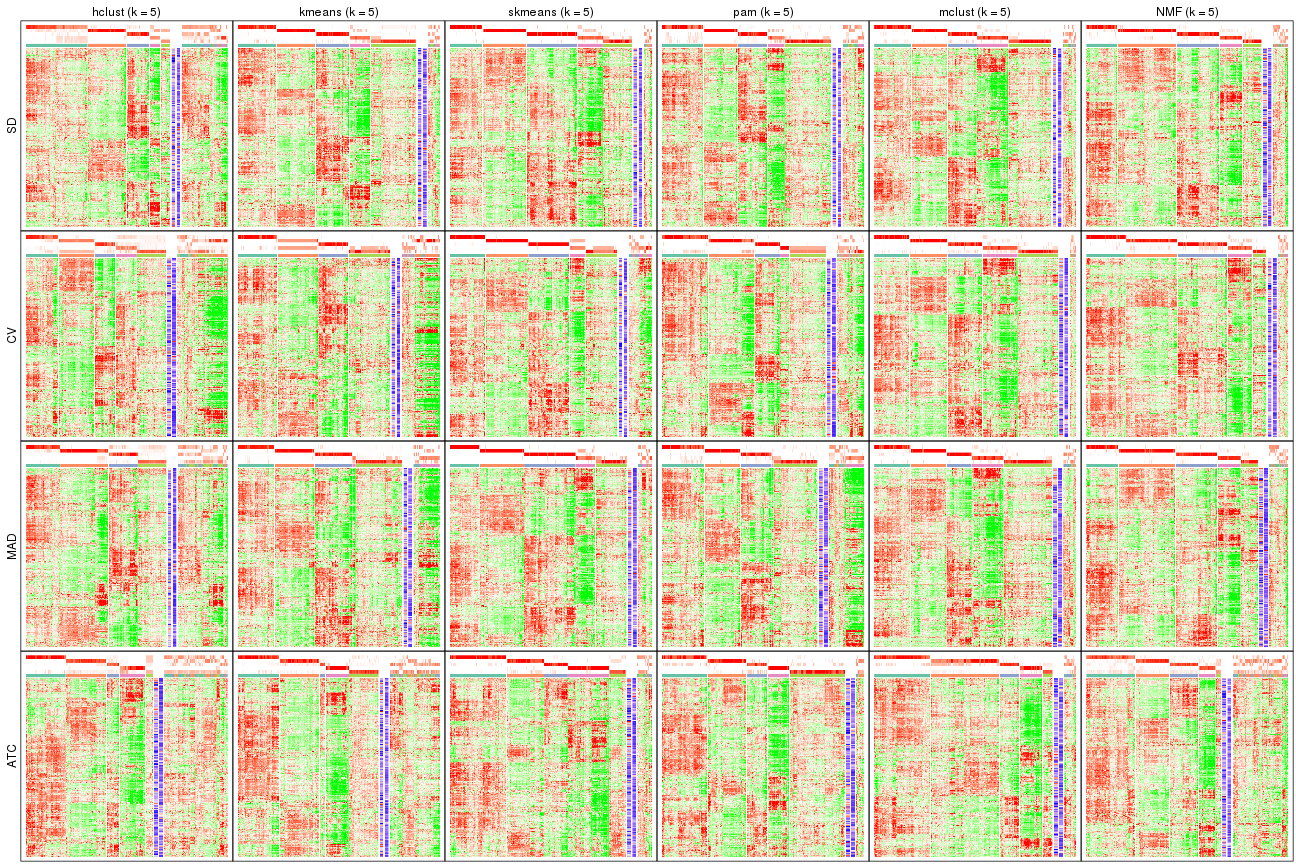 hclust (k = 5) kmeans (k = 5) skmeans (k = 5) pam (k = 5) mclust (k = 5) NMF (k = 5)
SD
CV
MAD
ATC